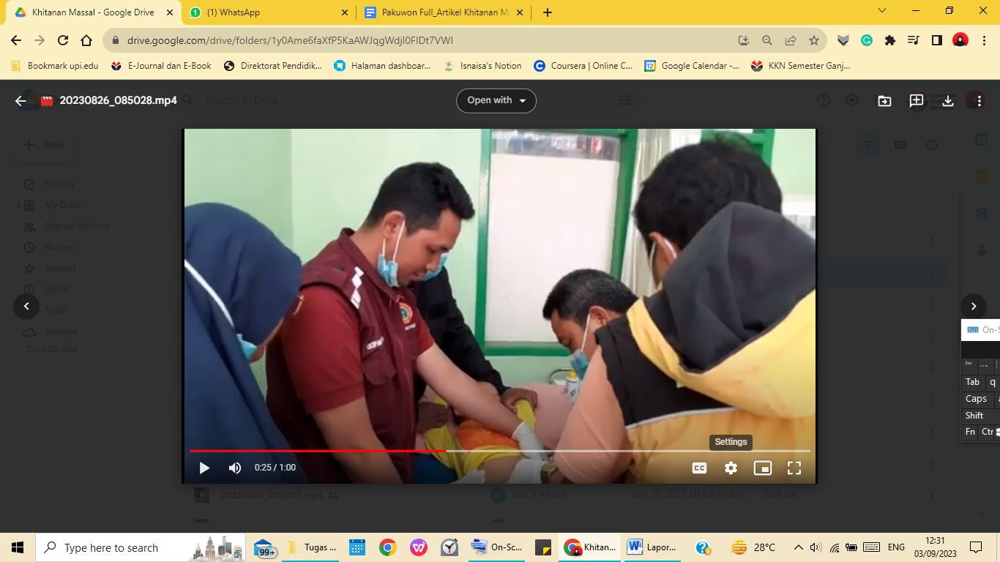 Khitanan Massal - Google Drive
(1) WhatsApp
Pakuwon Full_Artikel Khitanan Ma
drive.google.com/drive/folders/1y0Ame6faXfP5KaAWJqgWdjI0FIDt7VWI
Bookmark upi.edu
E-Journal dan E-Book
Direktorat Pendidik...
Halaman dashboar...
Isnaisa's Notion
Coursera | Online C...
12
Google Calendar -...
KKN Semester Ganj...
20230826_085028.mp4
Search in Drive
Open with
New
Priority
My Drive
Shared with me
Recent
Starred
Spam
Trash
Storage
27.03 GB used
Settings
0:25 / 1:00
CC
20230826_083803.mp4
N
NAILA RAIMA
Aug 26, 2023 NAILA RAIMA
66.8 MB
On-S
Esc
Tab q
Caps a
Shift
Fn Ctr
Type here to search
99+
Tugas ...
On-Sc...
Khitan...
Lapor...
28°C
ENG
12:31
03/09/2023